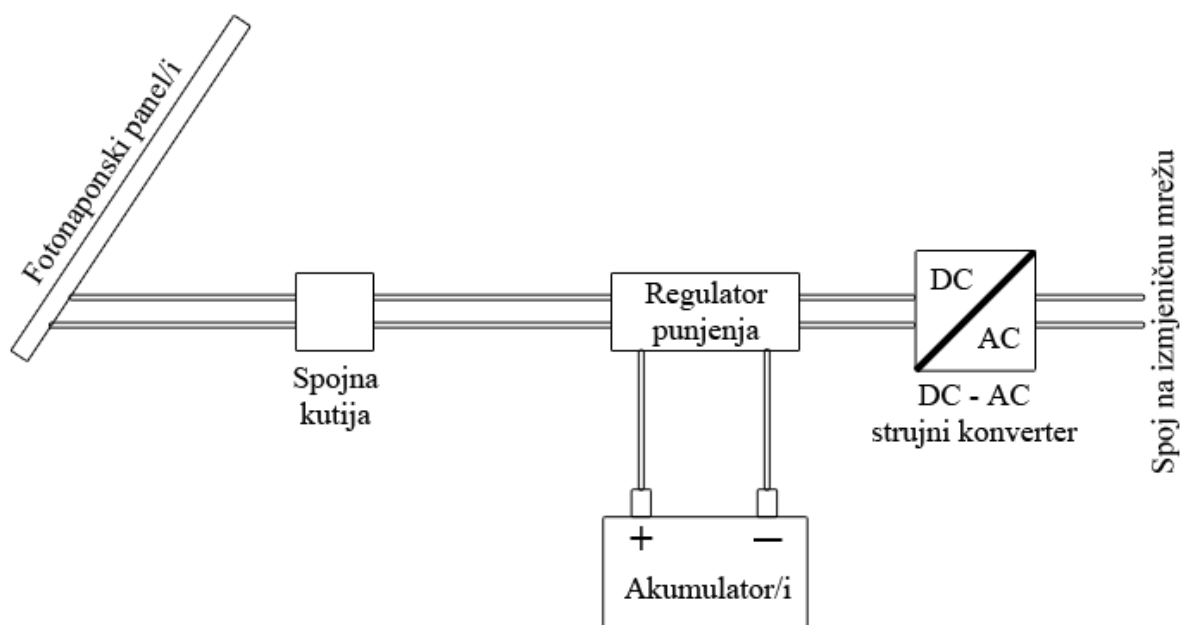 Fotonaponski panel/i
Spojna
kutija
Regulator
punjenja
+
—
Akumulator/i
DC
AC
DC - AC
strujni konverter
Spoj na izmjeničnu mrežu